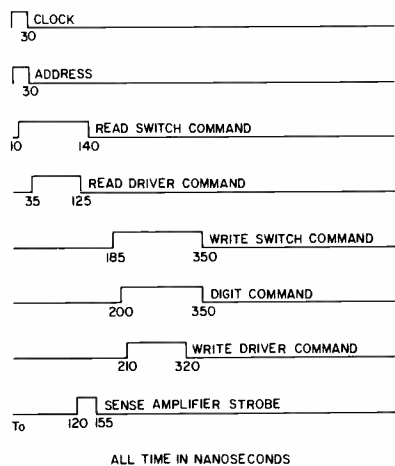 CLOCK
30
ADDRESS
30
READ SWITCH COMMAND
10 140
READ DRIVER COMMAND
35 125
WRITE SWITCH COMMAND
185 350
DIGIT COMMAND
200 350
WRITE DRIVER COMMAND
210 320
SENSE AMPLIFIER STROBE
To 120 155
ALL TIME IN NANOSECONDS